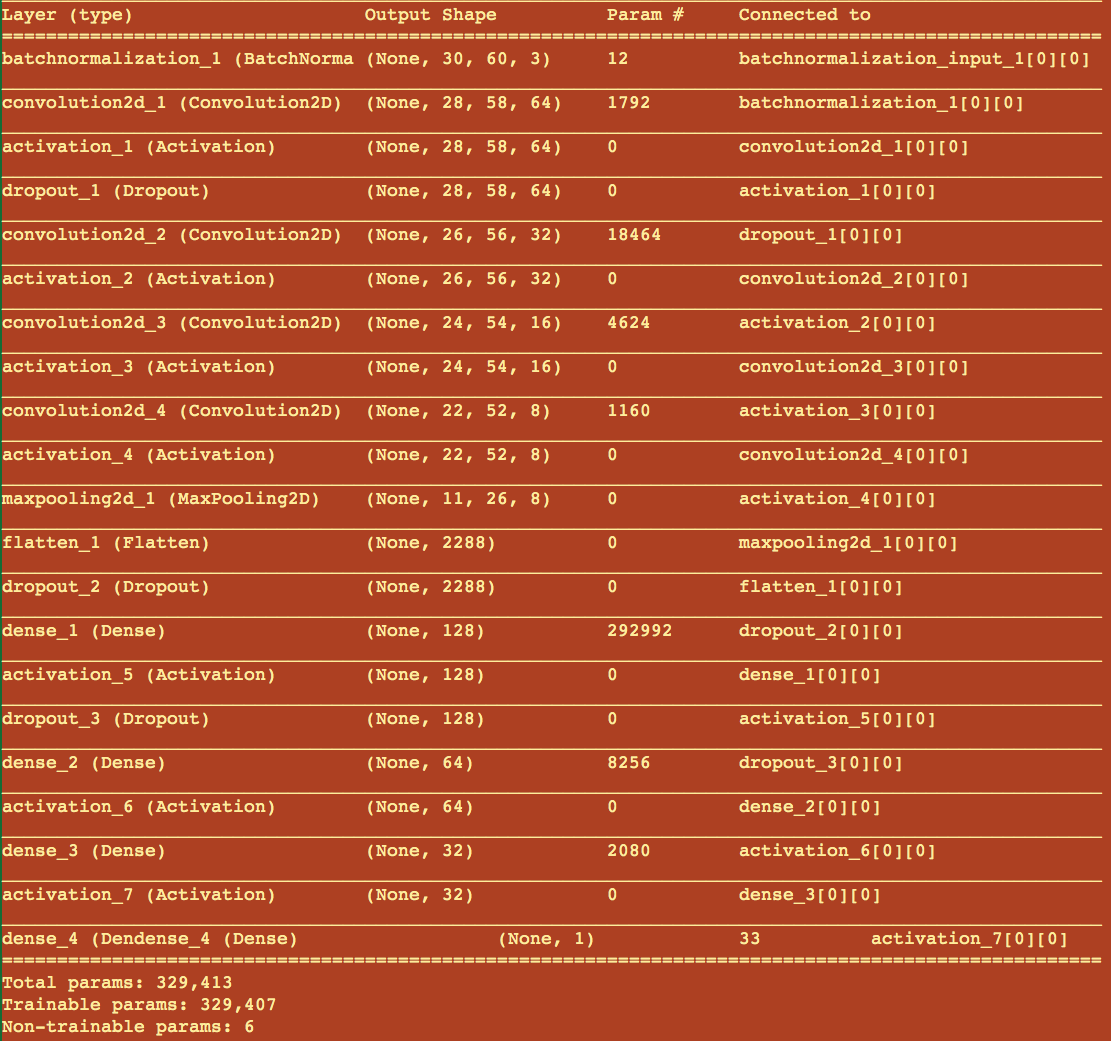 Layer (type) Output Shape Param # Connected to
====================================================================================================
batchnormalization_1 (BatchNorma (None, 30, 60, 3) 12 batchnormalization_input_1[0][0]
convolution2d_1 (Convolution2D) (None, 28, 58, 64) 1792 batchnormalization_1[0][0]
activation_1 (Activation) (None, 28, 58, 64) 0 convolution2d_1[0][0]
dropout_1 (Dropout) (None, 28, 58, 64) 0 activation_1[0][0]
convolution2d_2 (Convolution2D) (None, 26, 56, 32) 18464 dropout_1[0][0]
activation_2 (Activation) (None, 26, 56, 32) 0 convolution2d_2[0][0]
convolution2d_3 (Convolution2D) (None, 24, 54, 16) 4624 activation_2[0][0]
activation_3 (Activation) (None, 24, 54, 16) 0 convolution2d_3[0][0]
convolution2d_4 (Convolution2D) (None, 22, 52, 8) 1160 activation_3[0][0]
activation_4 (Activation) (None, 22, 52, 8) 0 convolution2d_4[0][0]
maxpooling2d_1 (MaxPooling2D) (None, 11, 26, 8) 0 activation_4[0][0]
flatten_1 (Flatten) (None, 2288) 0 maxpooling2d_1[0][0]
dropout_2 (Dropout) (None, 2288) 0 flatten_1[0][0]
dense_1 (Dense) (None, 128) 292992 dropout_2[0][0]
activation_5 (Activation) (None, 128) 0 dense_1[0][0]
dropout_3 (Dropout) (None, 128) 0 activation_5[0][0]
dense_2 (Dense) (None, 64) 8256 dropout_3[0][0]
activation_6 (Activation) (None, 64) 0 dense_2[0][0]
dense_3 (Dense) (None, 32) 2080 activation_6[0][0]
activation_7 (Activation) (None, 32) 0 dense_3[0][0]
dense_4 (Dendense_4 (Dense) (None, 1) 33 activation_7[0][0]
====================================================================================================
Total params: 329,413
Trainable params: 329,407
Non-trainable params: 6